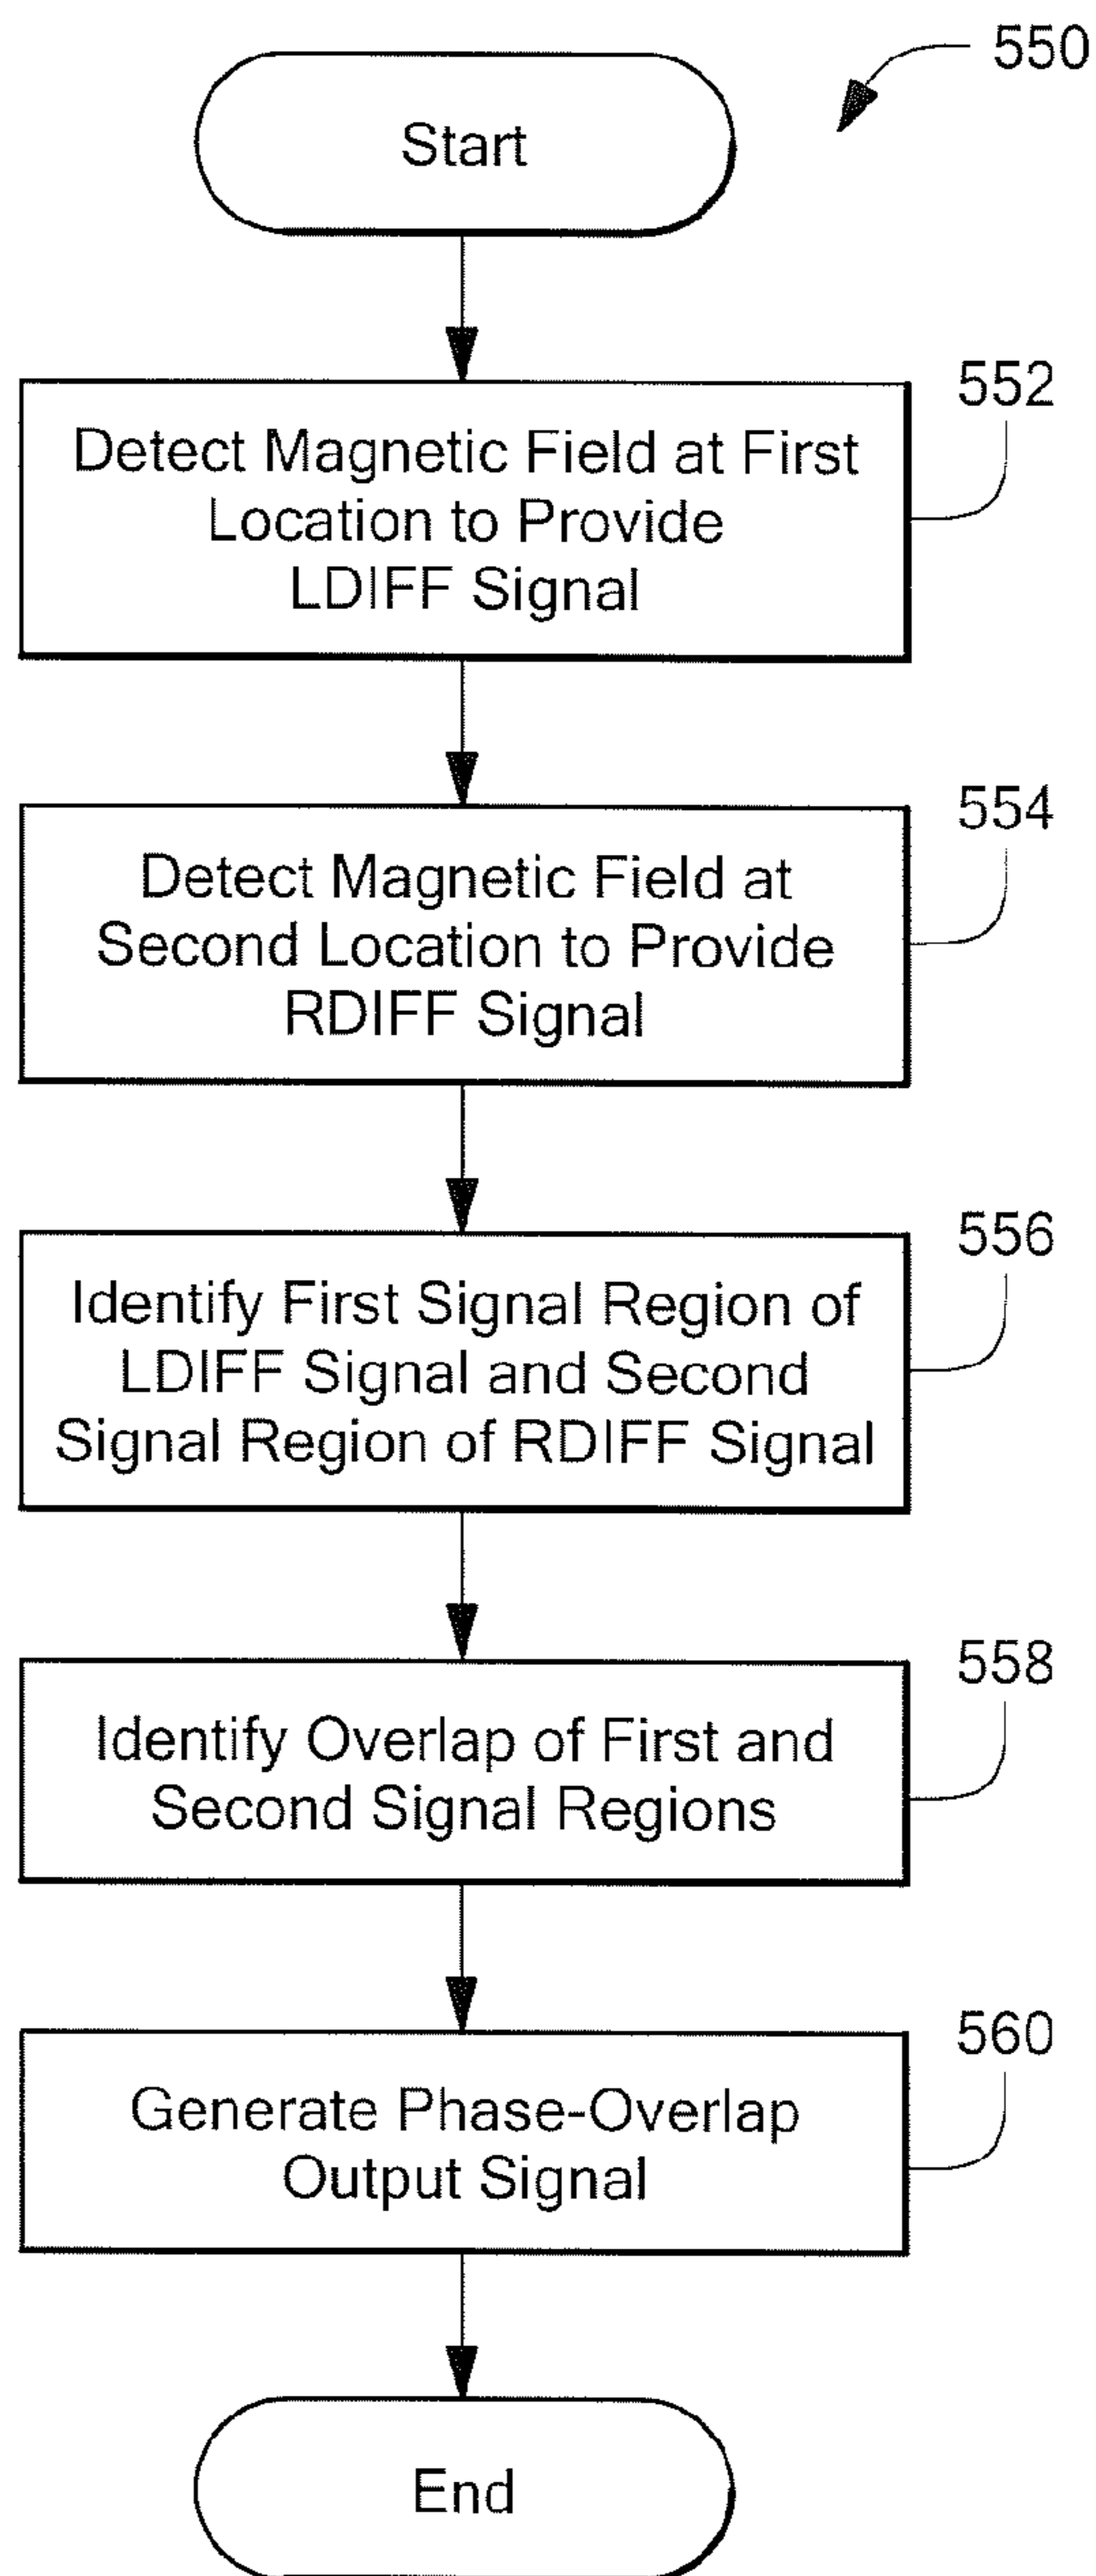 550
Start
552
Detect Magnetic Field at First
Location to Provide
LDIFF Signal
554
Detect Magnetic Field at
Second Location to Provide
RDIFF Signal
556
Identify First Signal Region of
LDIFF Signal and Second
Signal Region of RDIFF Signal
558
Identify Overlap of First and
Second Signal Regions
560
Generate Phase-Overlap
Output Signal
End